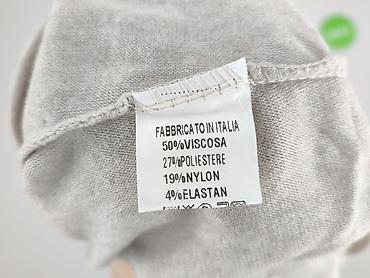 FABBRICATO IN ITALIA
50%VISCOSA
27%POLIESTERE
19%NYLON
4%ELASTAN